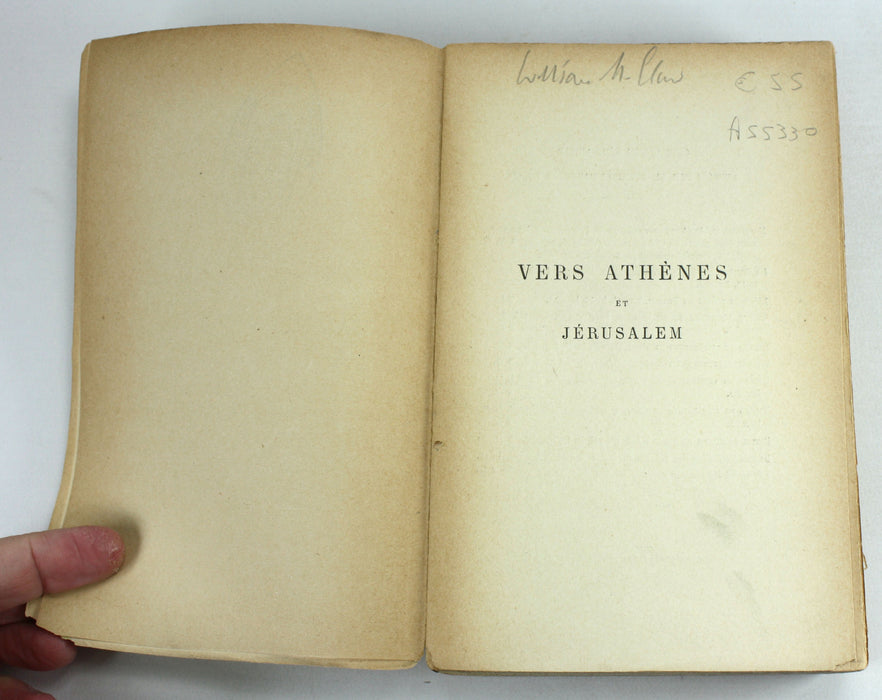 € 55
A55330
VERS ATHÈNES
ET
JÉRUSALEM